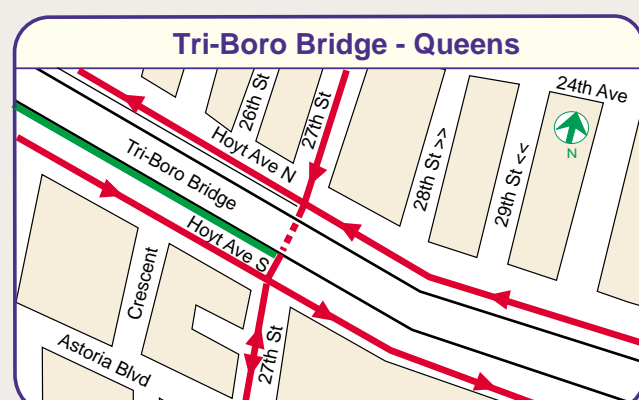 Tri-Boro Bridge - Queens
24th Ave
26th St
27th St
Hoyt Ave N
28th St >>
29th St <<
N
Tri-Boro Bridge
Hoyt Ave S
Crescent
27th St
Astoria Blvd